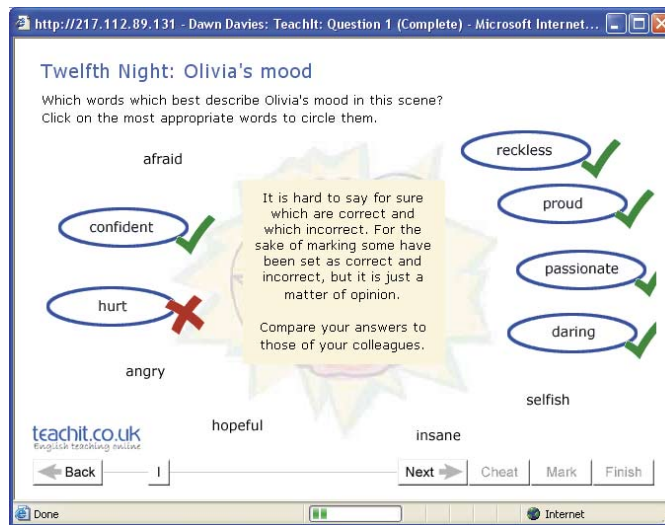 http://217.112.89.131 - Dawn Davies: TeachIt: Question 1 (Complete) - Microsoft Internet...
Twelfth Night: Olivia's mood
Which words which best describe Olivia's mood in this scene?
Click on the most appropriate words to circle them.
afraid
reckless
confident
proud
hurt
passionate
angry
daring
hopeful
insane
selfish
It is hard to say for sure
which are correct and
which incorrect. For the
sake of marking some have
been set as correct and
incorrect, but it is just a
matter of opinion.
Compare your answers to
those of your colleagues.
teachit.co.uk
English teaching online
Back
Next
Cheat
Mark
Finish
Done
Internet